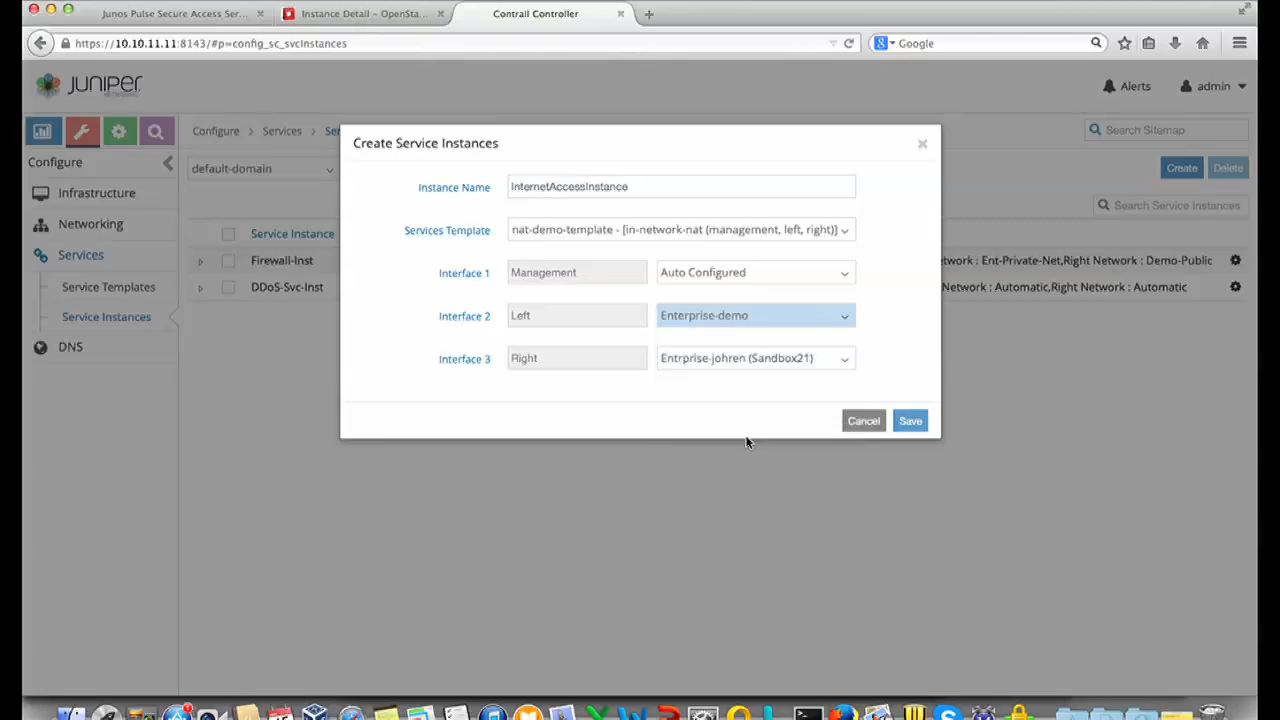 Junos Pulse Secure Access Ser...
Instance Detail - OpenSta...
Contrail Controller
https://10.10.11.11:8143/#p=config_sc_svcInstances
Google
JUNIPER
Alerts
admin
Configure > Services >
Search Sitemap
Configure
default-domain
Create
Delete
Infrastructure
Search Service Instances
Networking
Service Instance
Services
Firewall-Inst
twork : Ent-Private-Net,Right Network : Demo-Public
Service Templates
DDoS-Svc-Inst
Network : Automatic,Right Network : Automatic
Service Instances
DNS
Create Service Instances
Instance Name
InternetAccessInstance
Services Template
nat-demo-template - [in-network-nat (management, left, right)]
Interface 1
Management
Auto Configured
Interface 2
Left
Enterprise-demo
Interface 3
Right
Entrprise-johren (Sandbox21)
Cancel
Save